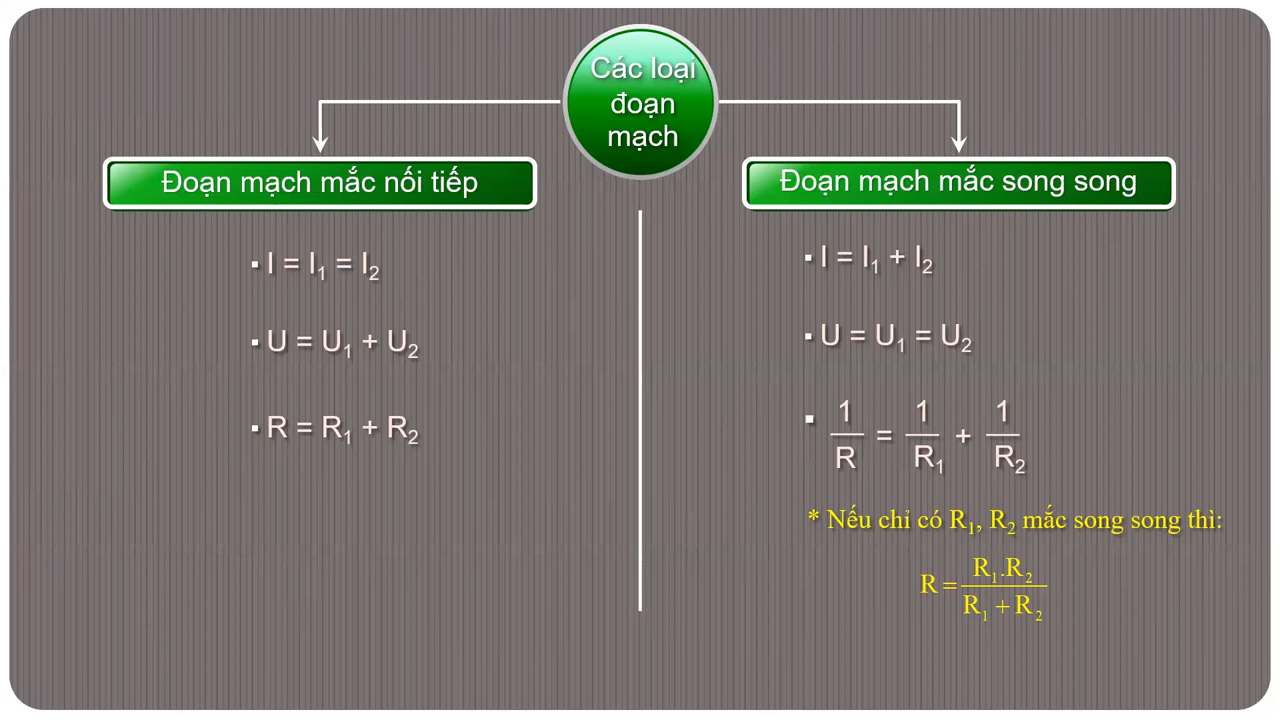 Các loại
đoạn
mạch
Đoạn mạch mắc nối tiếp
▪ I = I₁ = I₂
▪ U = U₁ + U₂
▪ R = R₁ + R₂
Đoạn mạch mắc song song
▪ I = I₁ + I₂
▪ U = U₁ = U₂
▪ 1/R = 1/R₁ + 1/R₂
* Nếu chỉ có R₁, R₂ mắc song song thì:
R = R₁.R₂ / R₁ + R₂